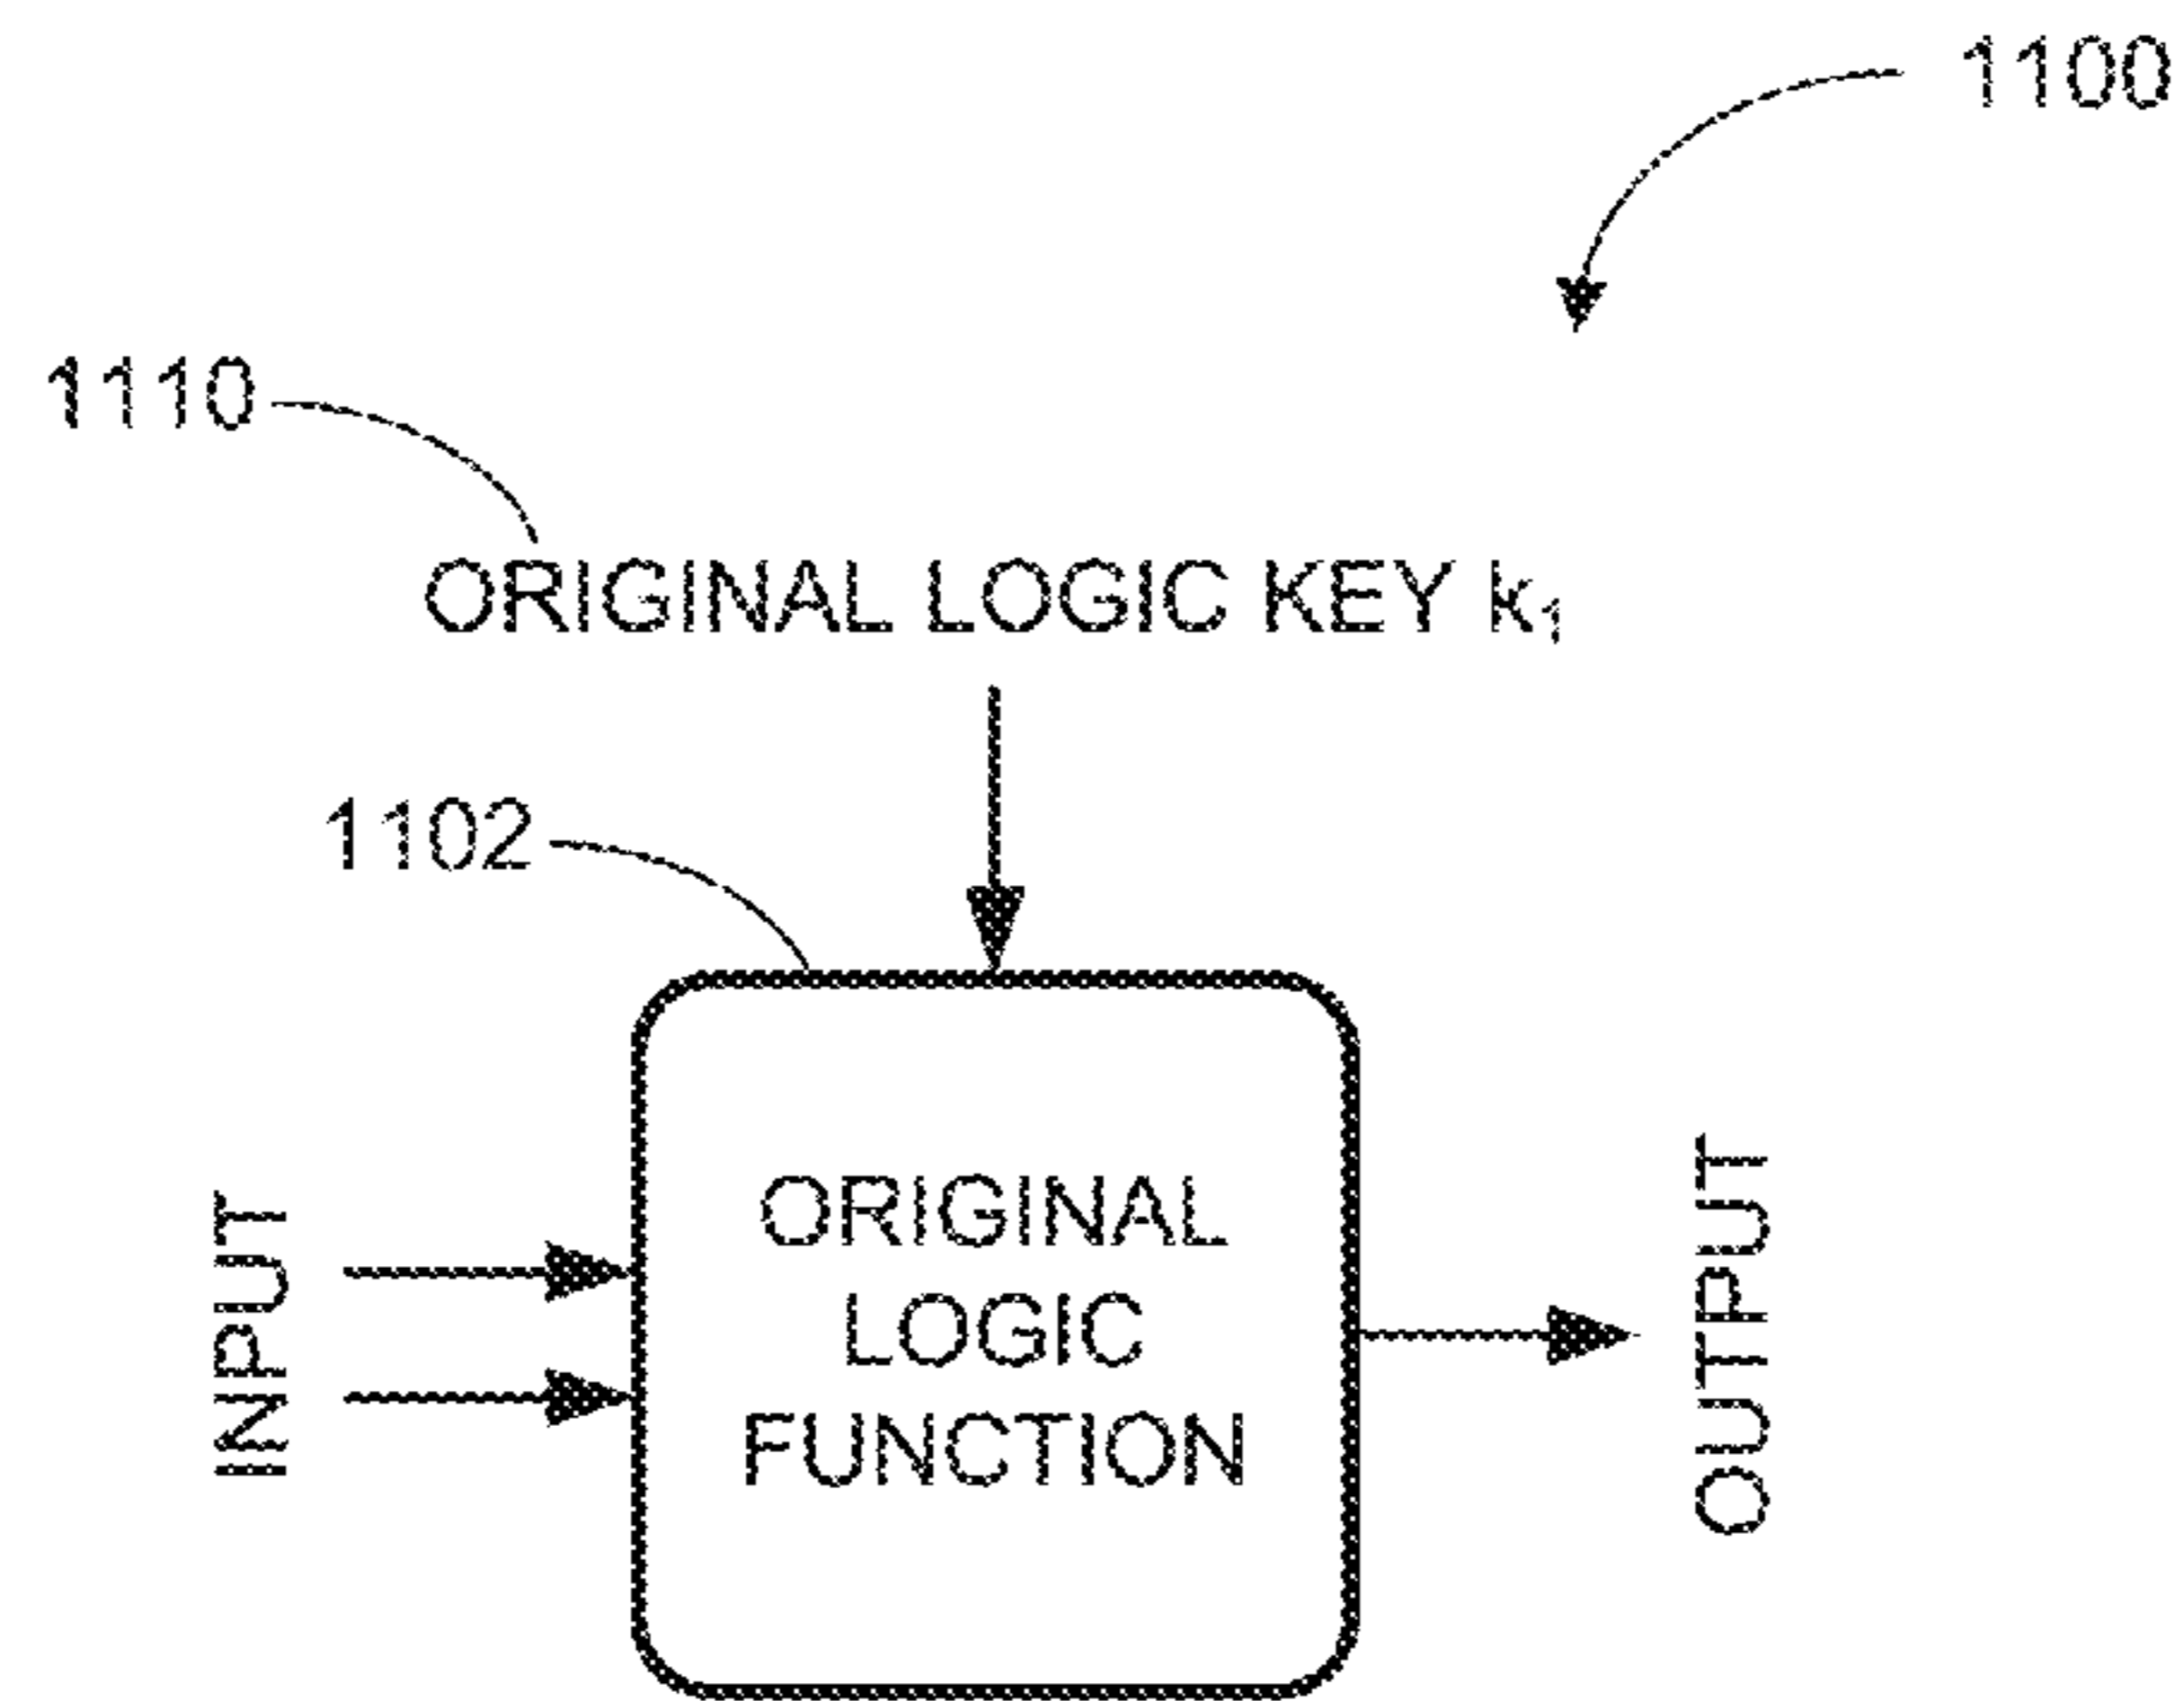 1100
1110
ORIGINAL LOGIC KEY k₁
1102
ORIGINAL
LOGIC
FUNCTION
INPUT
OUTPUT